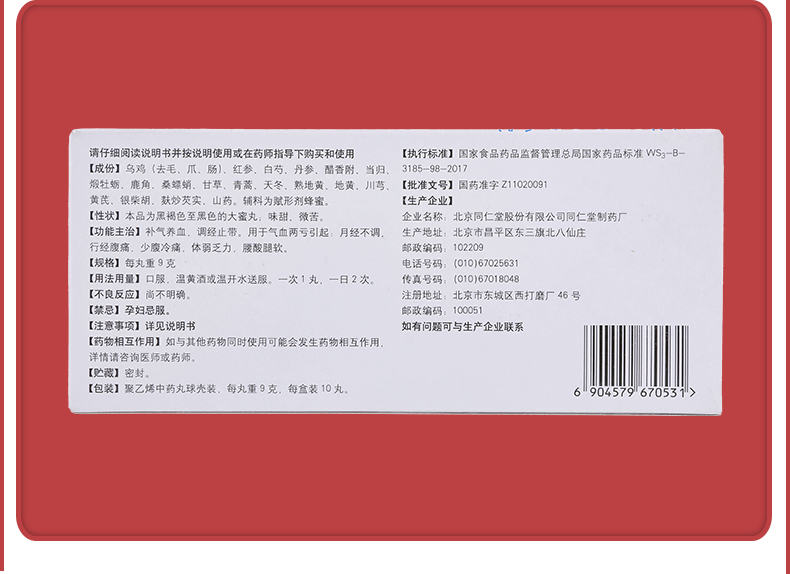 请仔细阅读说明书并按说明使用或在药师指导下购买和使用
【成份】乌鸡(去毛、爪、肠)、红参、白芍、丹参、醋香附、当归、
煅牡蛎、鹿角、桑螵蛸、甘草、青蒿、天冬、熟地黄、地黄、川芎、
黄芪、银柴胡、麸炒芡实、山药。辅料为赋形剂蜂蜜。
【性状】本品为黑褐色至黑色的大蜜丸；味甜、微苦。
【功能主治】补气养血，调经止带。用于气血两亏引起：月经不调，
行经腹痛，少腹冷痛，体弱乏力，腰酸腿软。
【规格】每丸重9克
【用法用量】口服，温黄酒或温开水送服。一次1丸，一日2次。
【不良反应】尚不明确。
【禁忌】孕妇忌服。
【注意事项】详见说明书
【药物相互作用】如与其他药物同时使用可能会发生药物相互作用，
详情请咨询医师或药师。
【贮藏】密封。
【包装】聚乙烯中药丸球壳装，每丸重9克，每盒装10丸。
【执行标准】国家食品药品监督管理总局国家药品标准 WS₃-B-
3185-98-2017
【批准文号】国药准字 Z11020091
【生产企业】
企业名称：北京同仁堂股份有限公司同仁堂制药厂
生产地址：北京市昌平区东三旗北八仙庄
邮政编码：102209
电话号码：(010)67025631
传真号码：(010)67018048
注册地址：北京市东城区西打磨厂46号
邮政编码：100051
如有问题可与生产企业联系
6 904579 670531 >